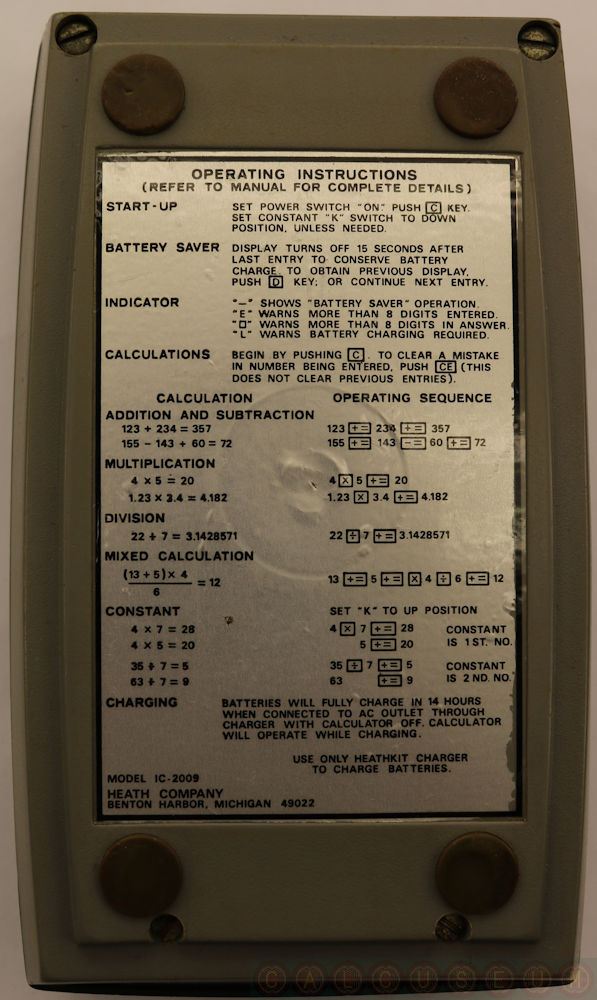 OPERATING INSTRUCTIONS
(REFER TO MANUAL FOR COMPLETE DETAILS)
START-UP SET POWER SWITCH "ON" PUSH C KEY.
SET CONSTANT "K" SWITCH TO DOWN
POSITION, UNLESS NEEDED.
BATTERY SAVER DISPLAY TURNS OFF 15 SECONDS AFTER
LAST ENTRY TO CONSERVE BATTERY
CHARGE. TO OBTAIN PREVIOUS DISPLAY,
PUSH D KEY; OR CONTINUE NEXT ENTRY.
INDICATOR "–" SHOWS "BATTERY SAVER" OPERATION.
"E" WARNS MORE THAN 8 DIGITS ENTERED.
"□" WARNS MORE THAN 8 DIGITS IN ANSWER.
"L" WARNS BATTERY CHARGING REQUIRED.
CALCULATIONS BEGIN BY PUSHING C . TO CLEAR A MISTAKE
IN NUMBER BEING ENTERED, PUSH CE (THIS
DOES NOT CLEAR PREVIOUS ENTRIES).
CALCULATION OPERATING SEQUENCE
ADDITION AND SUBTRACTION
123 + 234 = 357 123 += 234 += 357
155 – 143 + 60 = 72 155 += 143 –= 60 += 72
MULTIPLICATION
4 × 5 = 20 4 × 5 += 20
1.23 × 3.4 = 4.182 1.23 × 3.4 += 4.182
DIVISION
22 ÷ 7 = 3.1428571 22 ÷ 7 += 3.1428571
MIXED CALCULATION
(13 + 5) × 4
6
= 12 13 += 5 += × 4 ÷ 6 += 12
CONSTANT SET "K" TO UP POSITION
4 × 7 = 28 4 × 7 += 28 CONSTANT
4 × 5 = 20 5 += 20 IS 1 ST. NO.
35 ÷ 7 = 5 35 ÷ 7 += 5 CONSTANT
63 ÷ 7 = 9 63 += 9 IS 2 ND. NO.
CHARGING BATTERIES WILL FULLY CHARGE IN 14 HOURS
WHEN CONNECTED TO AC OUTLET THROUGH
CHARGER WITH CALCULATOR OFF. CALCULATOR
WILL OPERATE WHILE CHARGING.
USE ONLY HEATHKIT CHARGER
TO CHARGE BATTERIES.
MODEL IC-2009
HEATH COMPANY
BENTON HARBOR, MICHIGAN 49022
CALCUSEUM